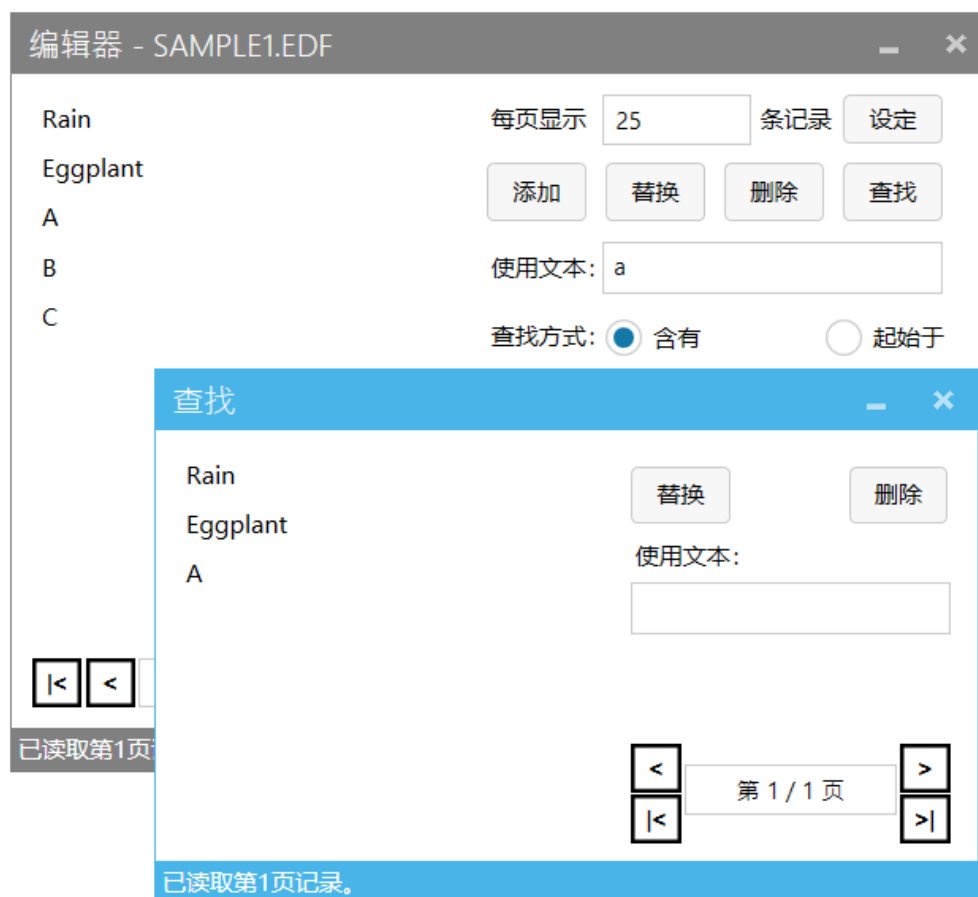 编辑器 - SAMPLE1.EDF
Rain
Eggplant
A
B
C
每页显示 25 条记录 设定
添加 替换 删除 查找
使用文本: a
查找方式: 含有 起始于
|< <
已读取第1页
查找
Rain
Eggplant
A
替换 删除
使用文本:
< 第 1 / 1 页 >
|< >|
已读取第1页记录。